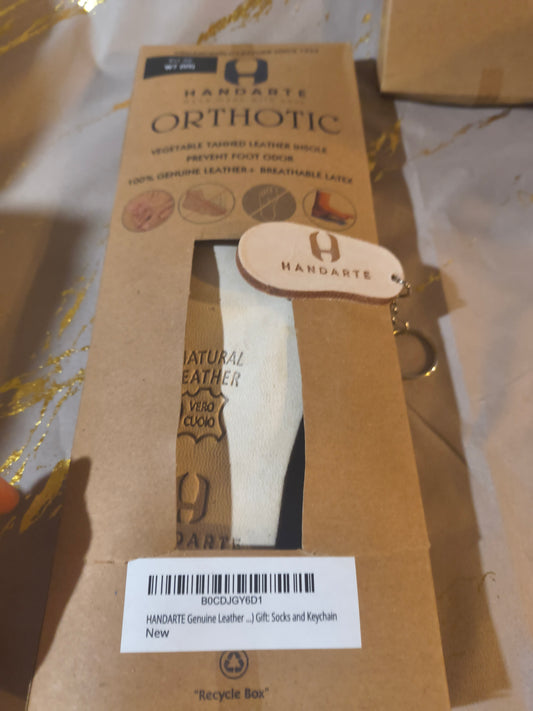 HANDARTE
ORTHOTIC
VEGETABLE TANNED LEATHER INSOLE
PREVENT FOOT ODOR
100% GENUINE LEATHER + BREATHABLE LATEX
HANDARTE
NATURAL
LEATHER
VERO
CUOIO
DARTE
B0CDJGY6D1
HANDARTE Genuine Leather ...) Gift: Socks and Keychain
New
"Recycle Box"